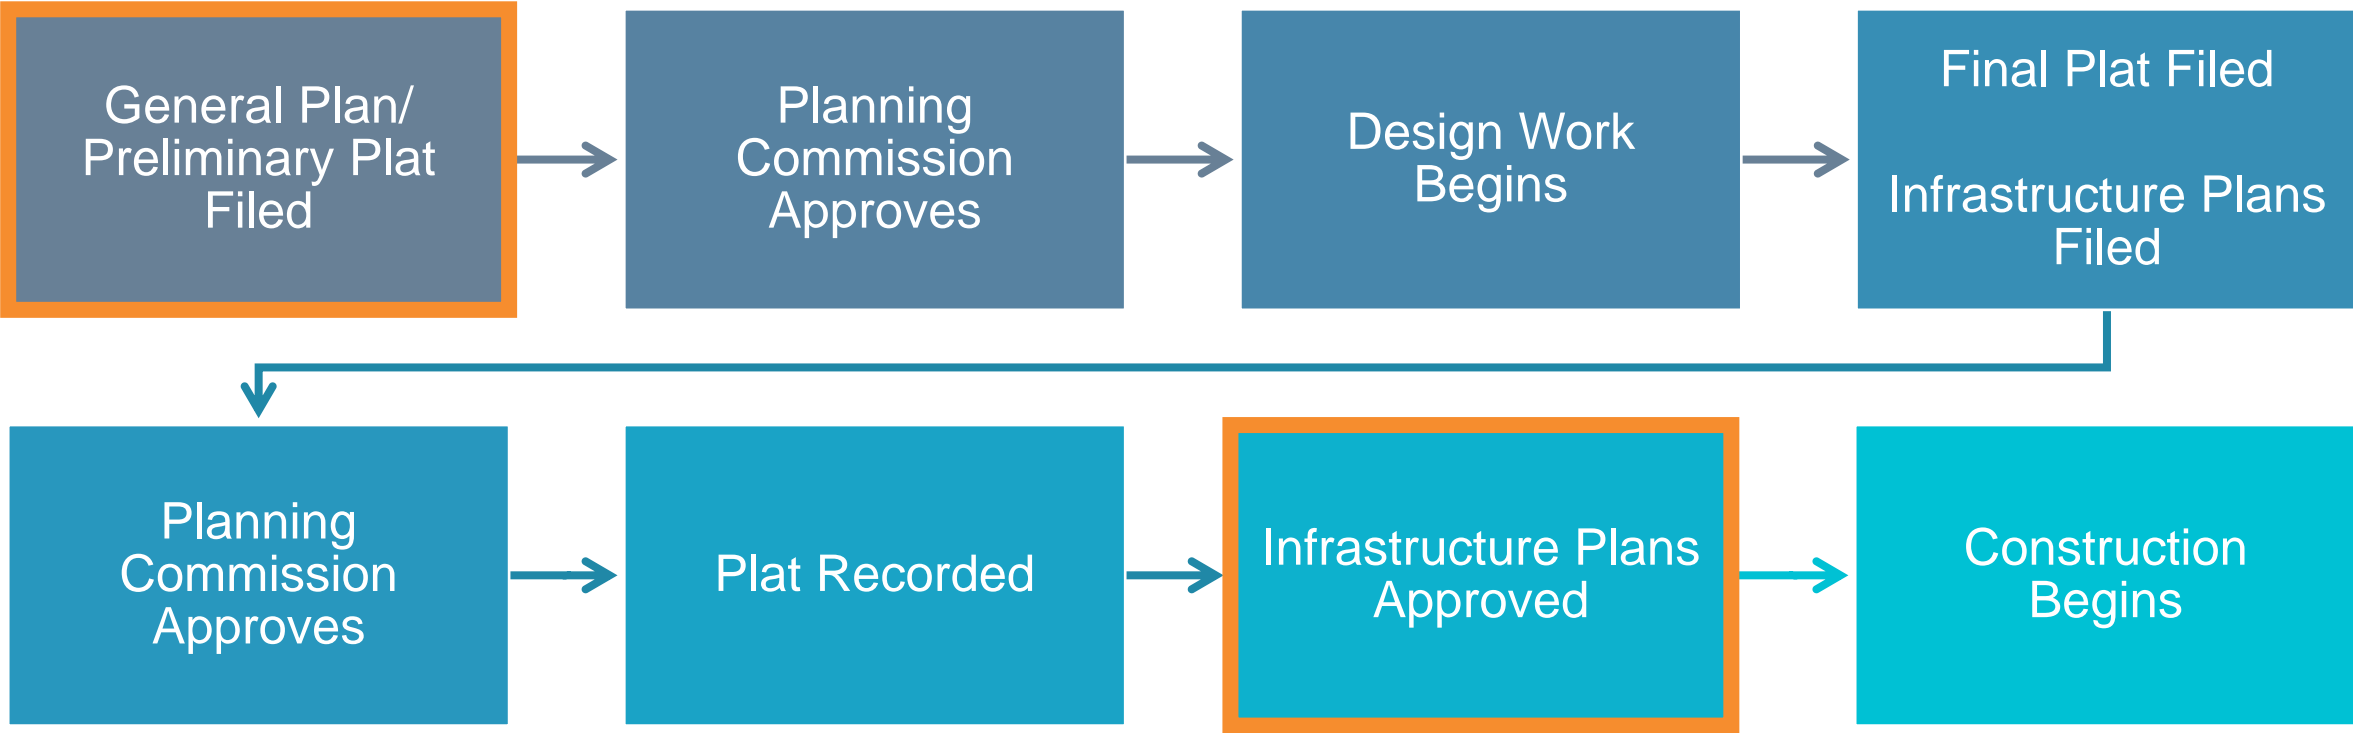 General Plan/
Preliminary Plat
Filed
Planning
Commission
Approves
Design Work
Begins
Final Plat Filed
Infrastructure Plans
Filed
Planning
Commission
Approves
Plat Recorded
Infrastructure Plans
Approved
Construction
Begins